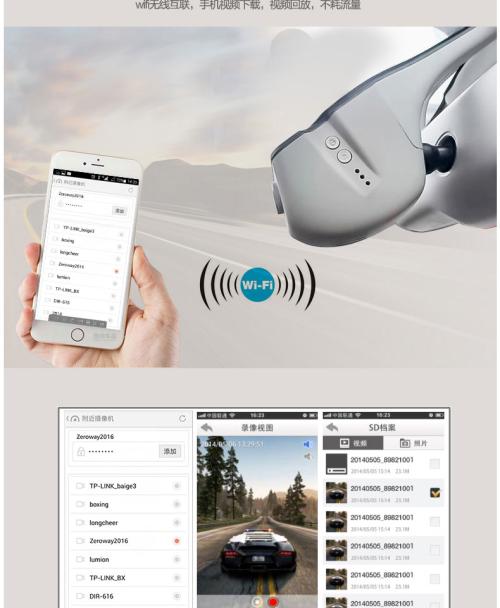 wifi无线互联，手机视频下载，视频回放，不耗流量
附近摄像机
Zeroway2016
········
添加
TP-LINK_baige3
boxing
longcheer
Zeroway2016
lumion
TP-LINK_BX
DIR-616
Wi-Fi
附近摄像机
Zeroway2016
········
添加
TP-LINK_baige3
boxing
longcheer
Zeroway2016
lumion
TP-LINK_BX
DIR-616
中国联通 16:23
录像视图
2014/05/06 13:29:51
中国联通 16:23
SD档案
视频 照片
20140505_89821001
2014/05/05 15:14 23.1M
20140505_89821001
2014/05/05 15:14 23.1M
20140505_89821001
2014/05/05 15:14 23.1M
20140505_89821001
2014/05/05 15:14 23.1M
20140505_89821001
2014/05/05 15:14 23.1M
20140505_89821001